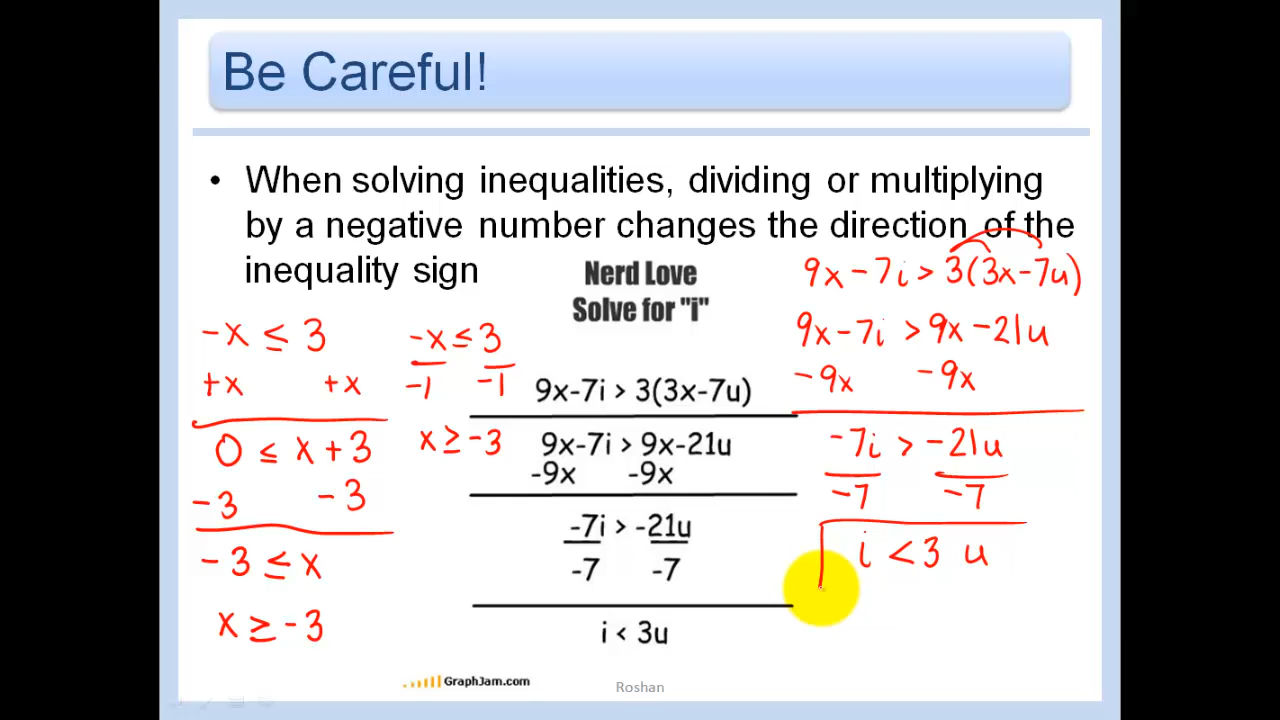 Be Careful!
• When solving inequalities, dividing or multiplying
by a negative number changes the direction of the
inequality sign
-x ≤ 3
+x +x
0 ≤ x + 3
-3 -3
-3 ≤ x
x ≥ -3
-x ≤ 3
-1 -1
x ≥ -3
Nerd Love
Solve for "i"
9x-7i > 3(3x-7u)
9x-7i > 9x-21u
-9x -9x
-7i > -21u
-7 -7
i < 3u
GraphJam.com
9x - 7i > 3(3x - 7u)
9x - 7i > 9x - 21u
-9x -9x
-7i > -21u
-7 -7
i < 3 u
Roshan